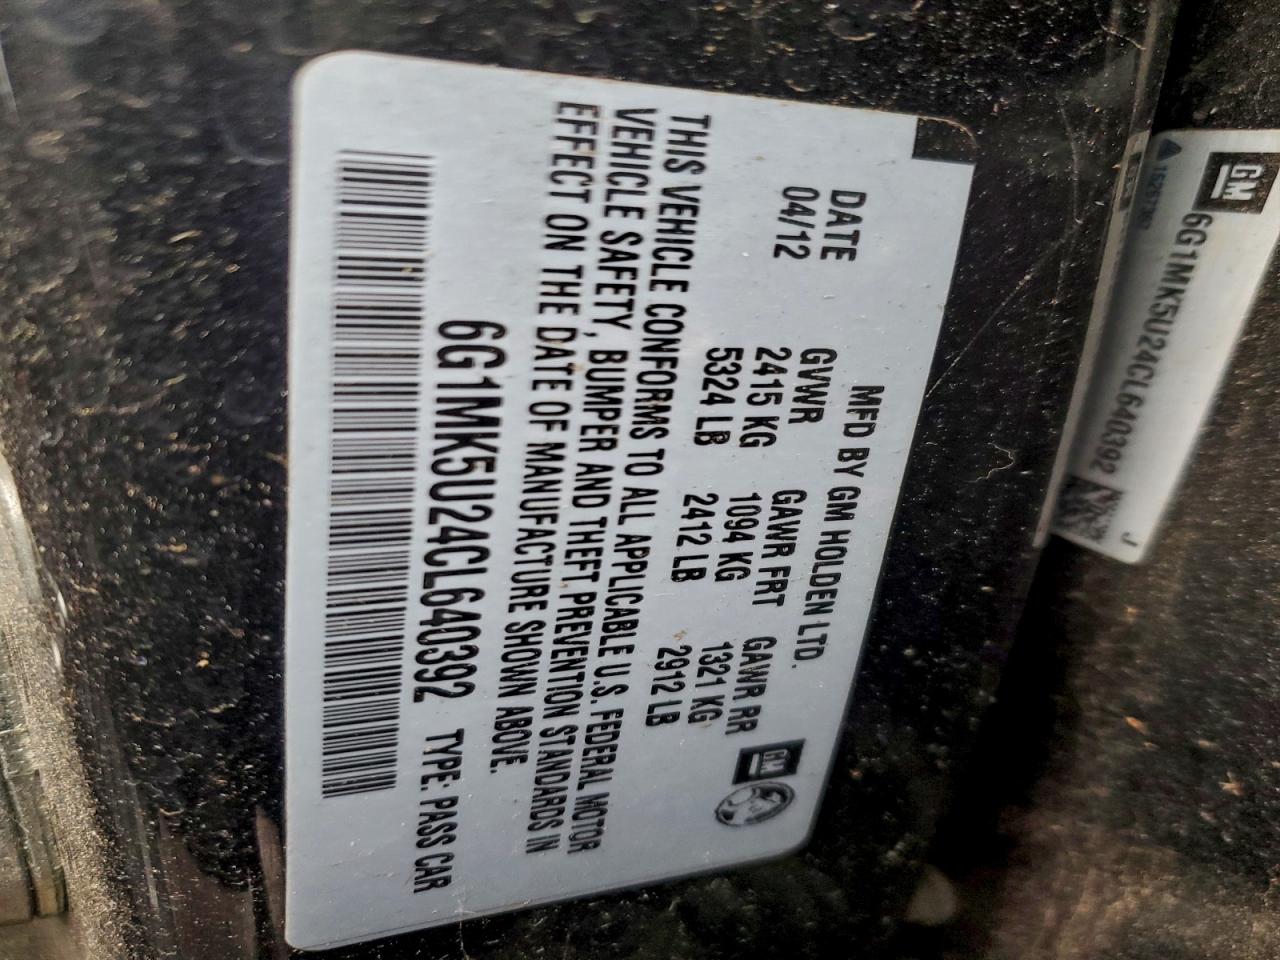 MFD BY GM HOLDEN LTD.
DATE GVWR GAWR FRT GAWR RR
04/12 2415 KG 1094 KG 1321 KG
5324 LB 2412 LB 2912 LB
GM
THIS VEHICLE CONFORMS TO ALL APPLICABLE U.S. FEDERAL MOTOR
VEHICLE SAFETY, BUMPER AND THEFT PREVENTION STANDARDS IN
EFFECT ON THE DATE OF MANUFACTURE SHOWN ABOVE.
6G1MK5U24CL640392 TYPE: PASS CAR
GM
6G1MK5U24CL640392
J